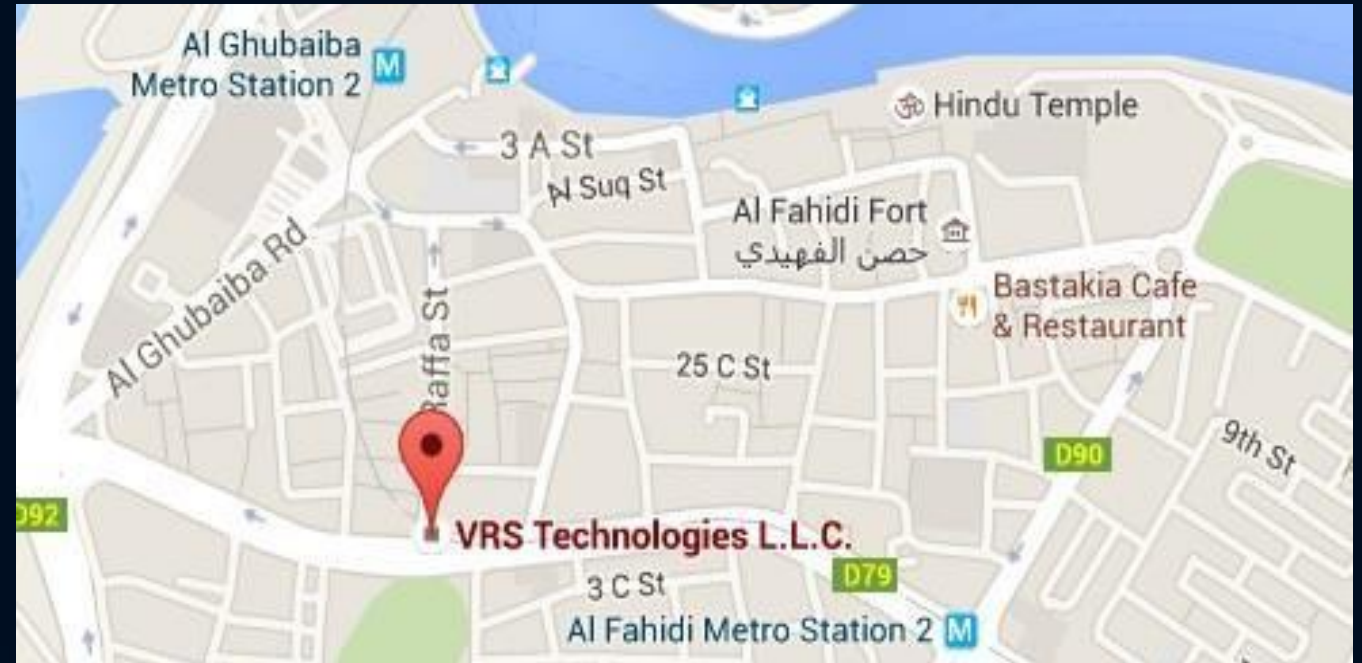 Al Ghubaiba
Metro Station 2
M
Hindu Temple
3 A St
Al Suq St
Al Fahidi Fort
حصن الفهيدي
Al Ghubaiba Rd
Raffa St
Bastakia Cafe
& Restaurant
25 C St
9th St
D90
D92
VRS Technologies L.L.C.
D79
3 C St
Al Fahidi Metro Station 2
M